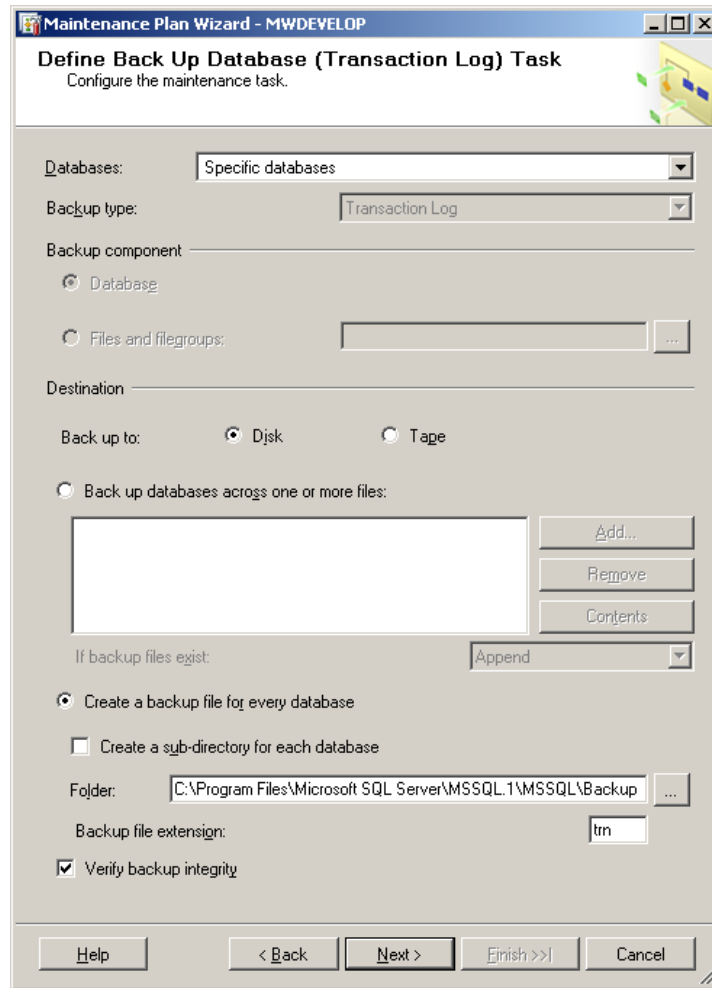 Maintenance Plan Wizard - MWDEVELOP
Define Back Up Database (Transaction Log) Task
Configure the maintenance task.
Databases: Specific databases
Backup type: Transaction Log
Backup component
Database
Files and filegroups: ...
Destination
Back up to: Disk Tape
Back up databases across one or more files:
Add...
Remove
Contents
If backup files exist: Append
Create a backup file for every database
Create a sub-directory for each database
Folder: C:\Program Files\Microsoft SQL Server\MSSQL.1\MSSQL\Backup ...
Backup file extension: trn
Verify backup integrity
Help < Back Next > Finish >>| Cancel